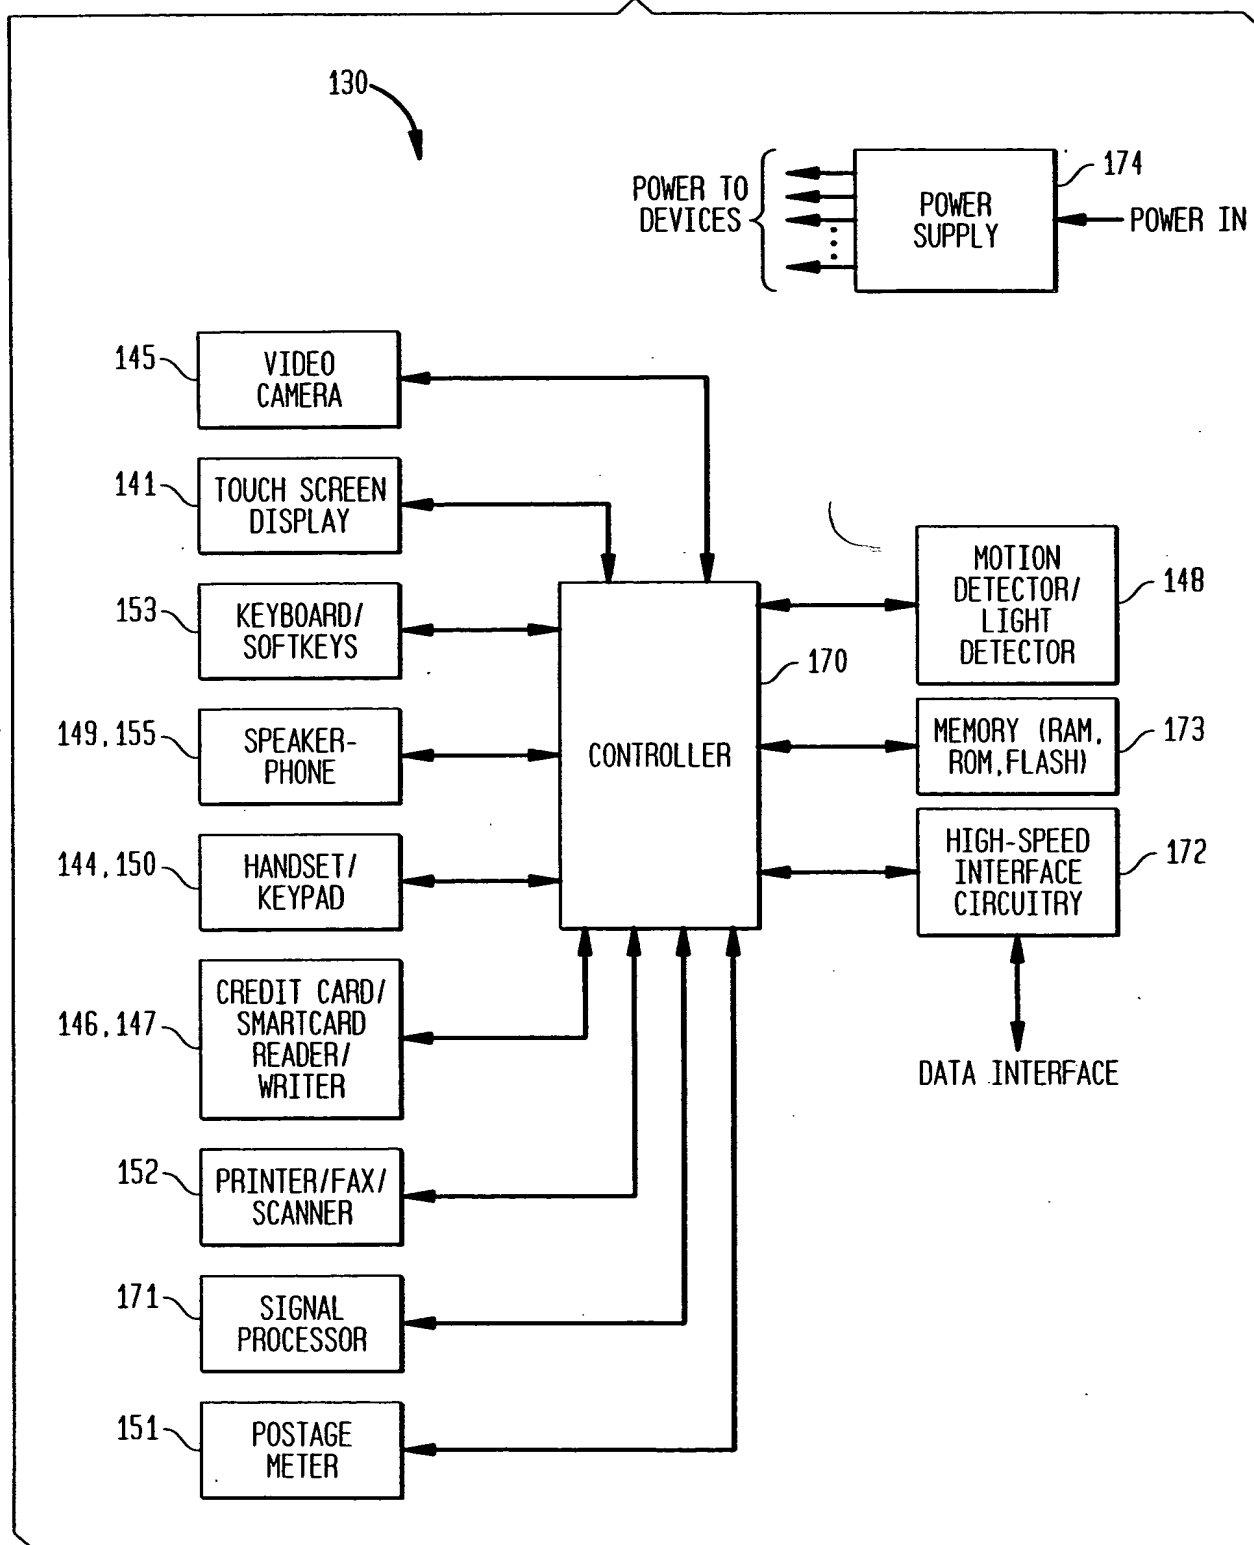 130
POWER TO
DEVICES
POWER
SUPPLY
174
POWER IN
145
VIDEO
CAMERA
141
TOUCH SCREEN
DISPLAY
153
KEYBOARD/
SOFTKEYS
149,155
SPEAKER-
PHONE
144,150
HANDSET/
KEYPAD
146,147
CREDIT CARD/
SMARTCARD
READER/
WRITER
152
PRINTER/FAX/
SCANNER
171
SIGNAL
PROCESSOR
151
POSTAGE
METER
CONTROLLER
170
MOTION
DETECTOR/
LIGHT
DETECTOR
148
MEMORY (RAM,
ROM,FLASH)
173
HIGH-SPEED
INTERFACE
CIRCUITRY
172
DATA INTERFACE